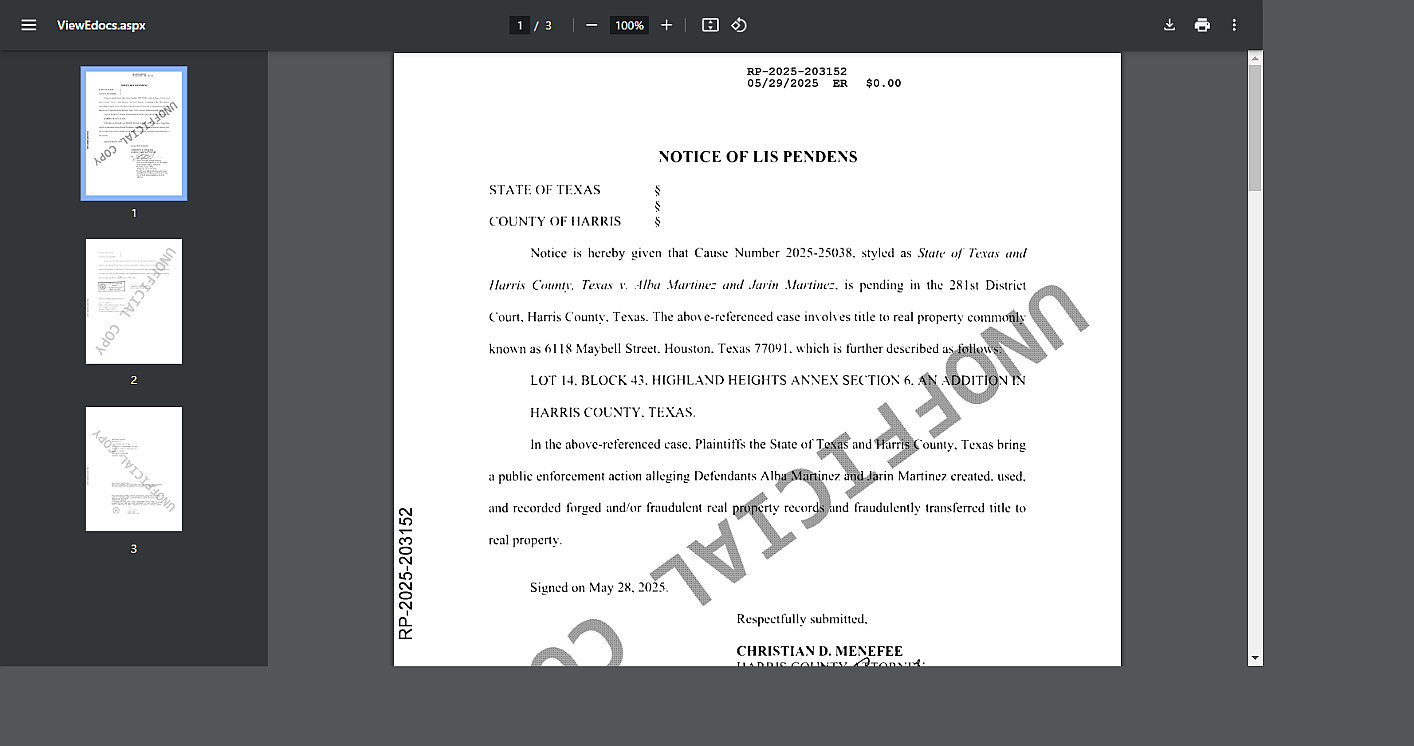 ViewEdocs.aspx
1 / 3
100%
1
2
3
UNOFFICIAL COPY
UNOFFICIAL COPY
UNOFFICIAL COPY
RP-2025-203152
05/29/2025 ER $0.00
NOTICE OF LIS PENDENS
STATE OF TEXAS §
§
COUNTY OF HARRIS §
Notice is hereby given that Cause Number 2025-25038, styled as State of Texas and
Harris County, Texas v. Alba Martinez and Jarin Martinez, is pending in the 281st District
Court, Harris County, Texas. The above-referenced case involves title to real property commonly
known as 6118 Maybell Street, Houston, Texas 77091, which is further described as follows:
LOT 14, BLOCK 43, HIGHLAND HEIGHTS ANNEX SECTION 6, AN ADDITION IN
HARRIS COUNTY, TEXAS.
In the above-referenced case, Plaintiffs the State of Texas and Harris County, Texas bring
a public enforcement action alleging Defendants Alba Martinez and Jarin Martinez created, used,
and recorded forged and/or fraudulent real property records and fraudulently transferred title to
real property.
Signed on May 28, 2025.
Respectfully submitted,
CHRISTIAN D. MENEFEE
HARRIS COUNTY ATTORNEY
RP-2025-203152
UNOFFICIAL CO